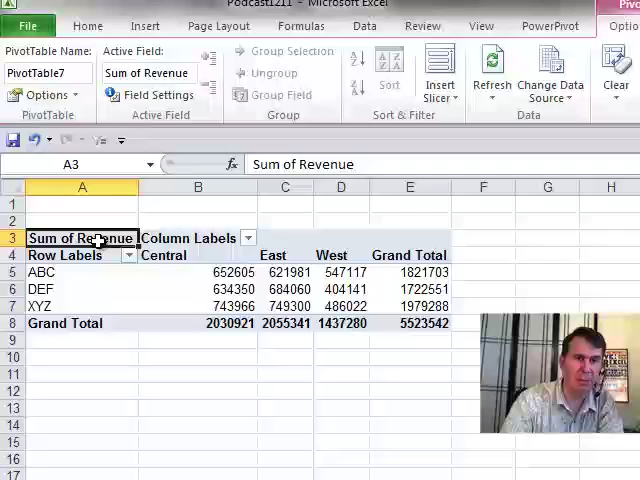 Podcast1211 - Microsoft Excel
File Home Insert Page Layout Formulas Data Review View PowerPivot Optio
PivotTable Name: Active Field: Group Selection
PivotTable7 Sum of Revenue Ungroup Insert Slicer Refresh Change Data Source Clear
Options Field Settings Group Field
PivotTable Active Field Group Sort & Filter Data
A3 fx Sum of Revenue
A B C D E F G H
1
2
3 Sum of Revenue Column Labels
4 Row Labels Central East West Grand Total
5 ABC 652605 621981 547117 1821703
6 DEF 634350 684060 404141 1722551
7 XYZ 743966 749300 486022 1979288
8 Grand Total 2030921 2055341 1437280 5523542
9
10
11
12
13
14
15
16
17